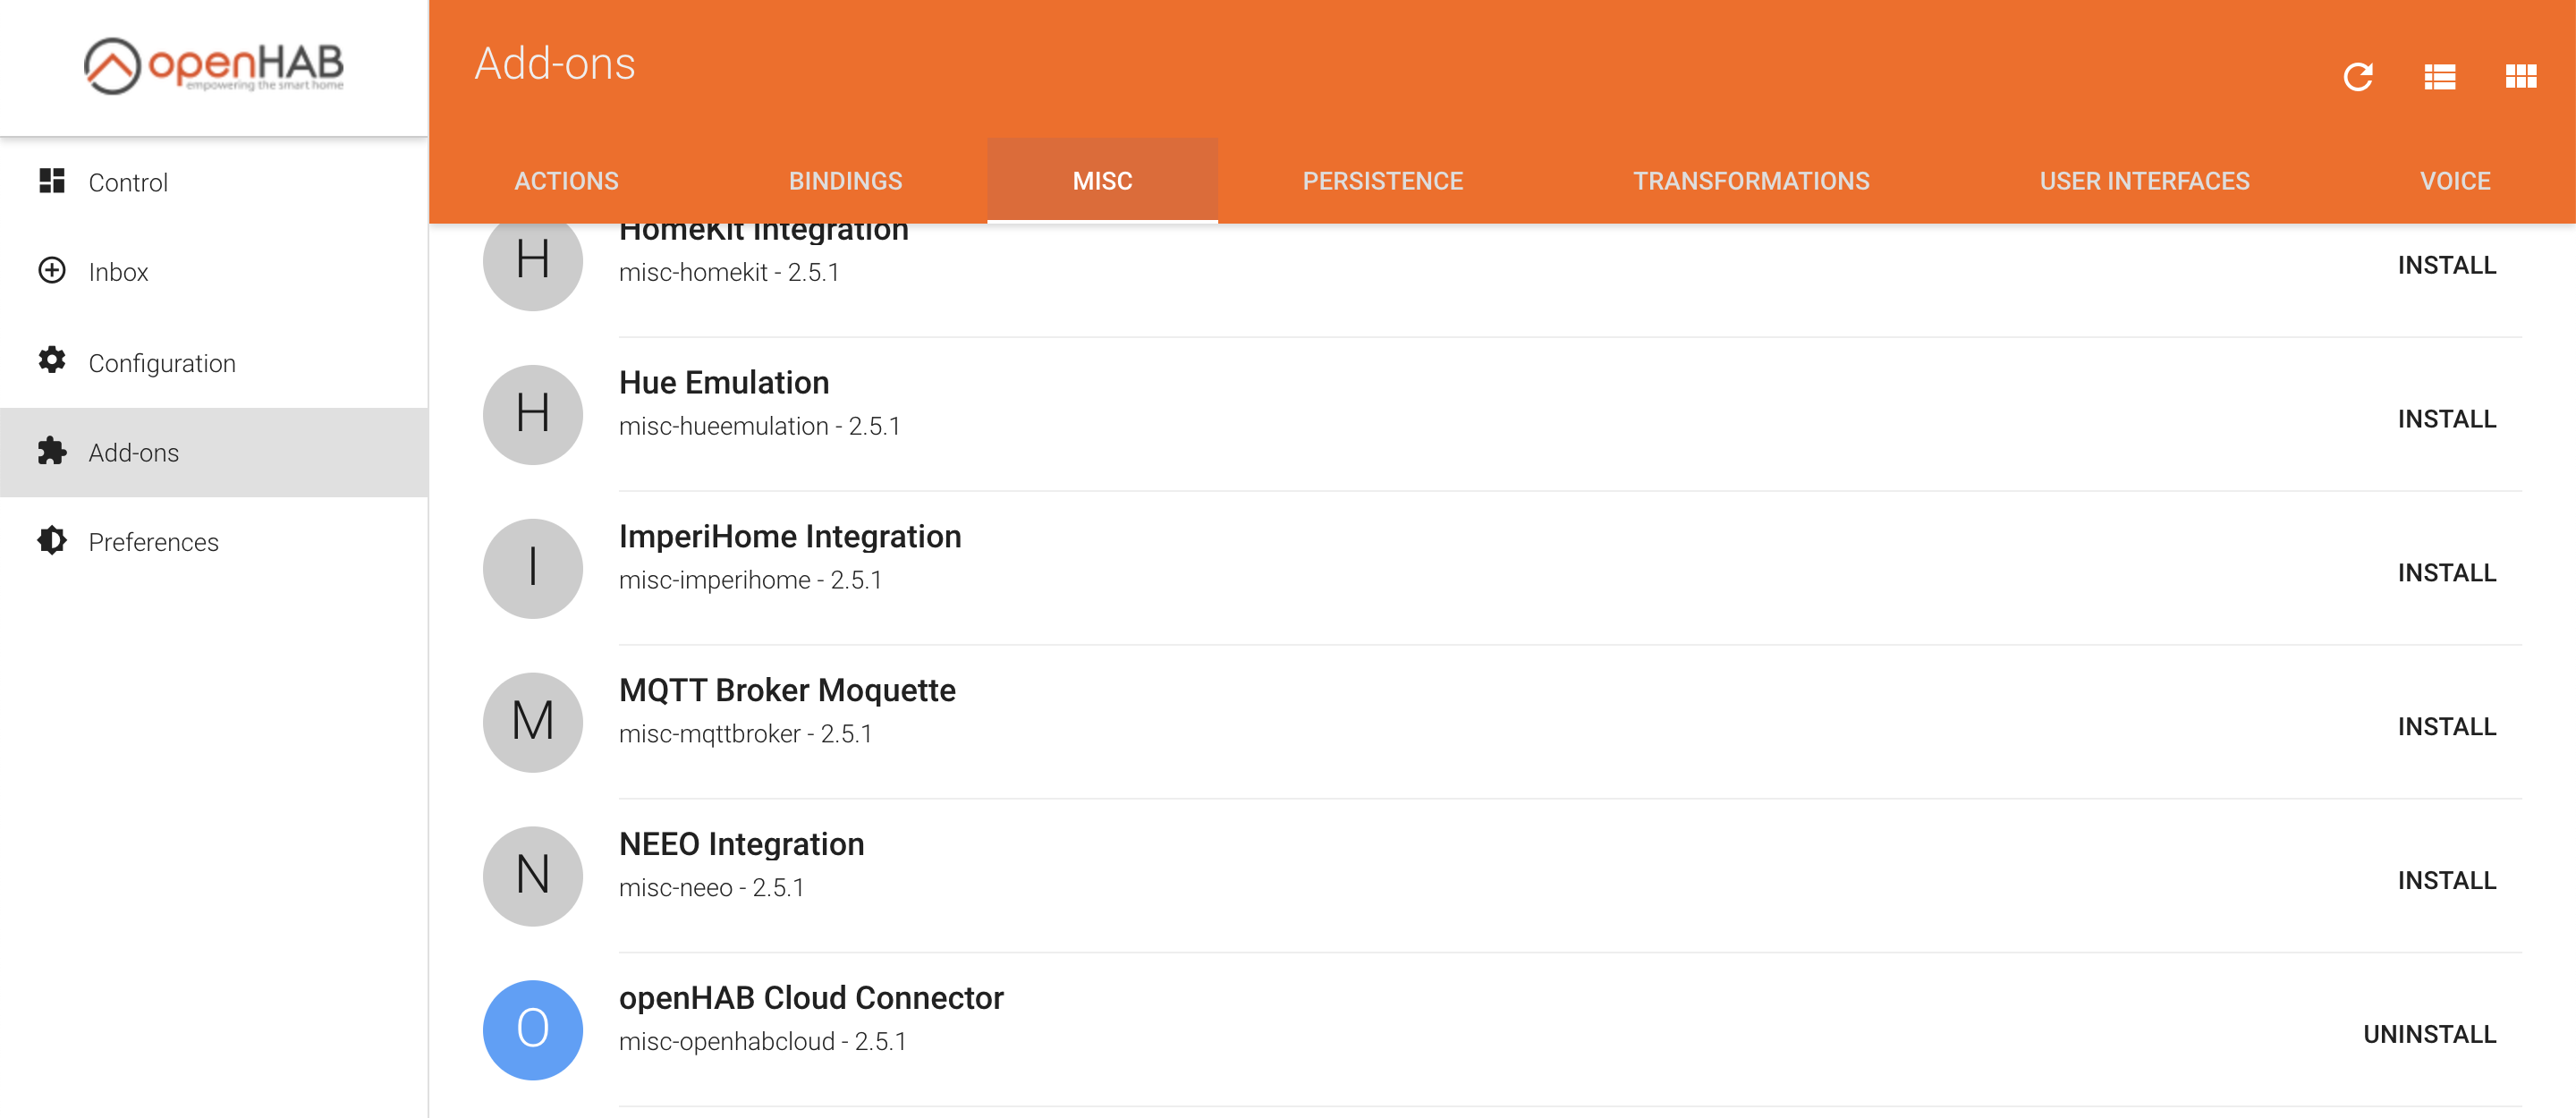 openHAB
empowering the smart home
Add-ons
Control
Inbox
Configuration
Add-ons
Preferences
ACTIONS
BINDINGS
MISC
PERSISTENCE
TRANSFORMATIONS
USER INTERFACES
VOICE
H
HomeKit Integration
misc-homekit - 2.5.1
INSTALL
H
Hue Emulation
misc-hueemulation - 2.5.1
INSTALL
I
ImperiHome Integration
misc-imperihome - 2.5.1
INSTALL
M
MQTT Broker Moquette
misc-mqttbroker - 2.5.1
INSTALL
N
NEEO Integration
misc-neeo - 2.5.1
INSTALL
O
openHAB Cloud Connector
misc-openhabcloud - 2.5.1
UNINSTALL